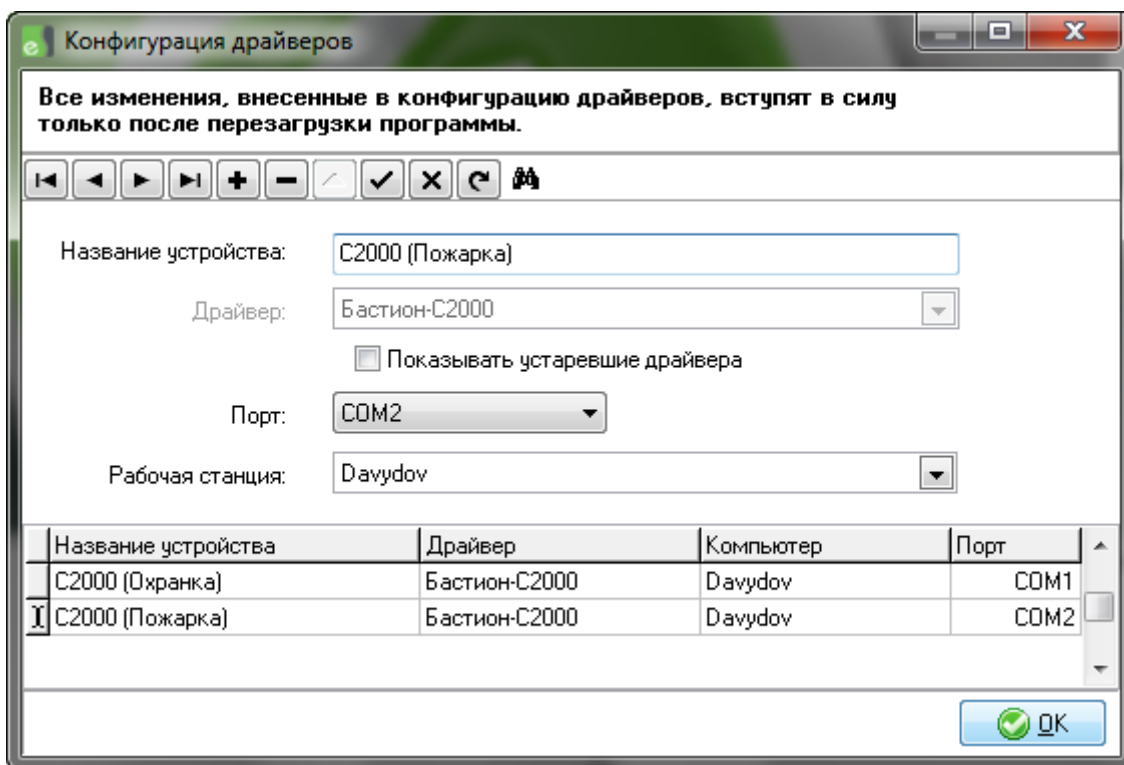 Конфигурация драйверов
Все изменения, внесенные в конфигурацию драйверов, вступят в силу
только после перезагрузки программы.
Название устройства: С2000 (Пожарка)
Драйвер: Бастион-С2000
Показывать устаревшие драйвера
Порт: COM2
Рабочая станция: Davydov
Название устройства Драйвер Компьютер Порт
С2000 (Охранка) Бастион-С2000 Davydov COM1
С2000 (Пожарка) Бастион-С2000 Davydov COM2
OK